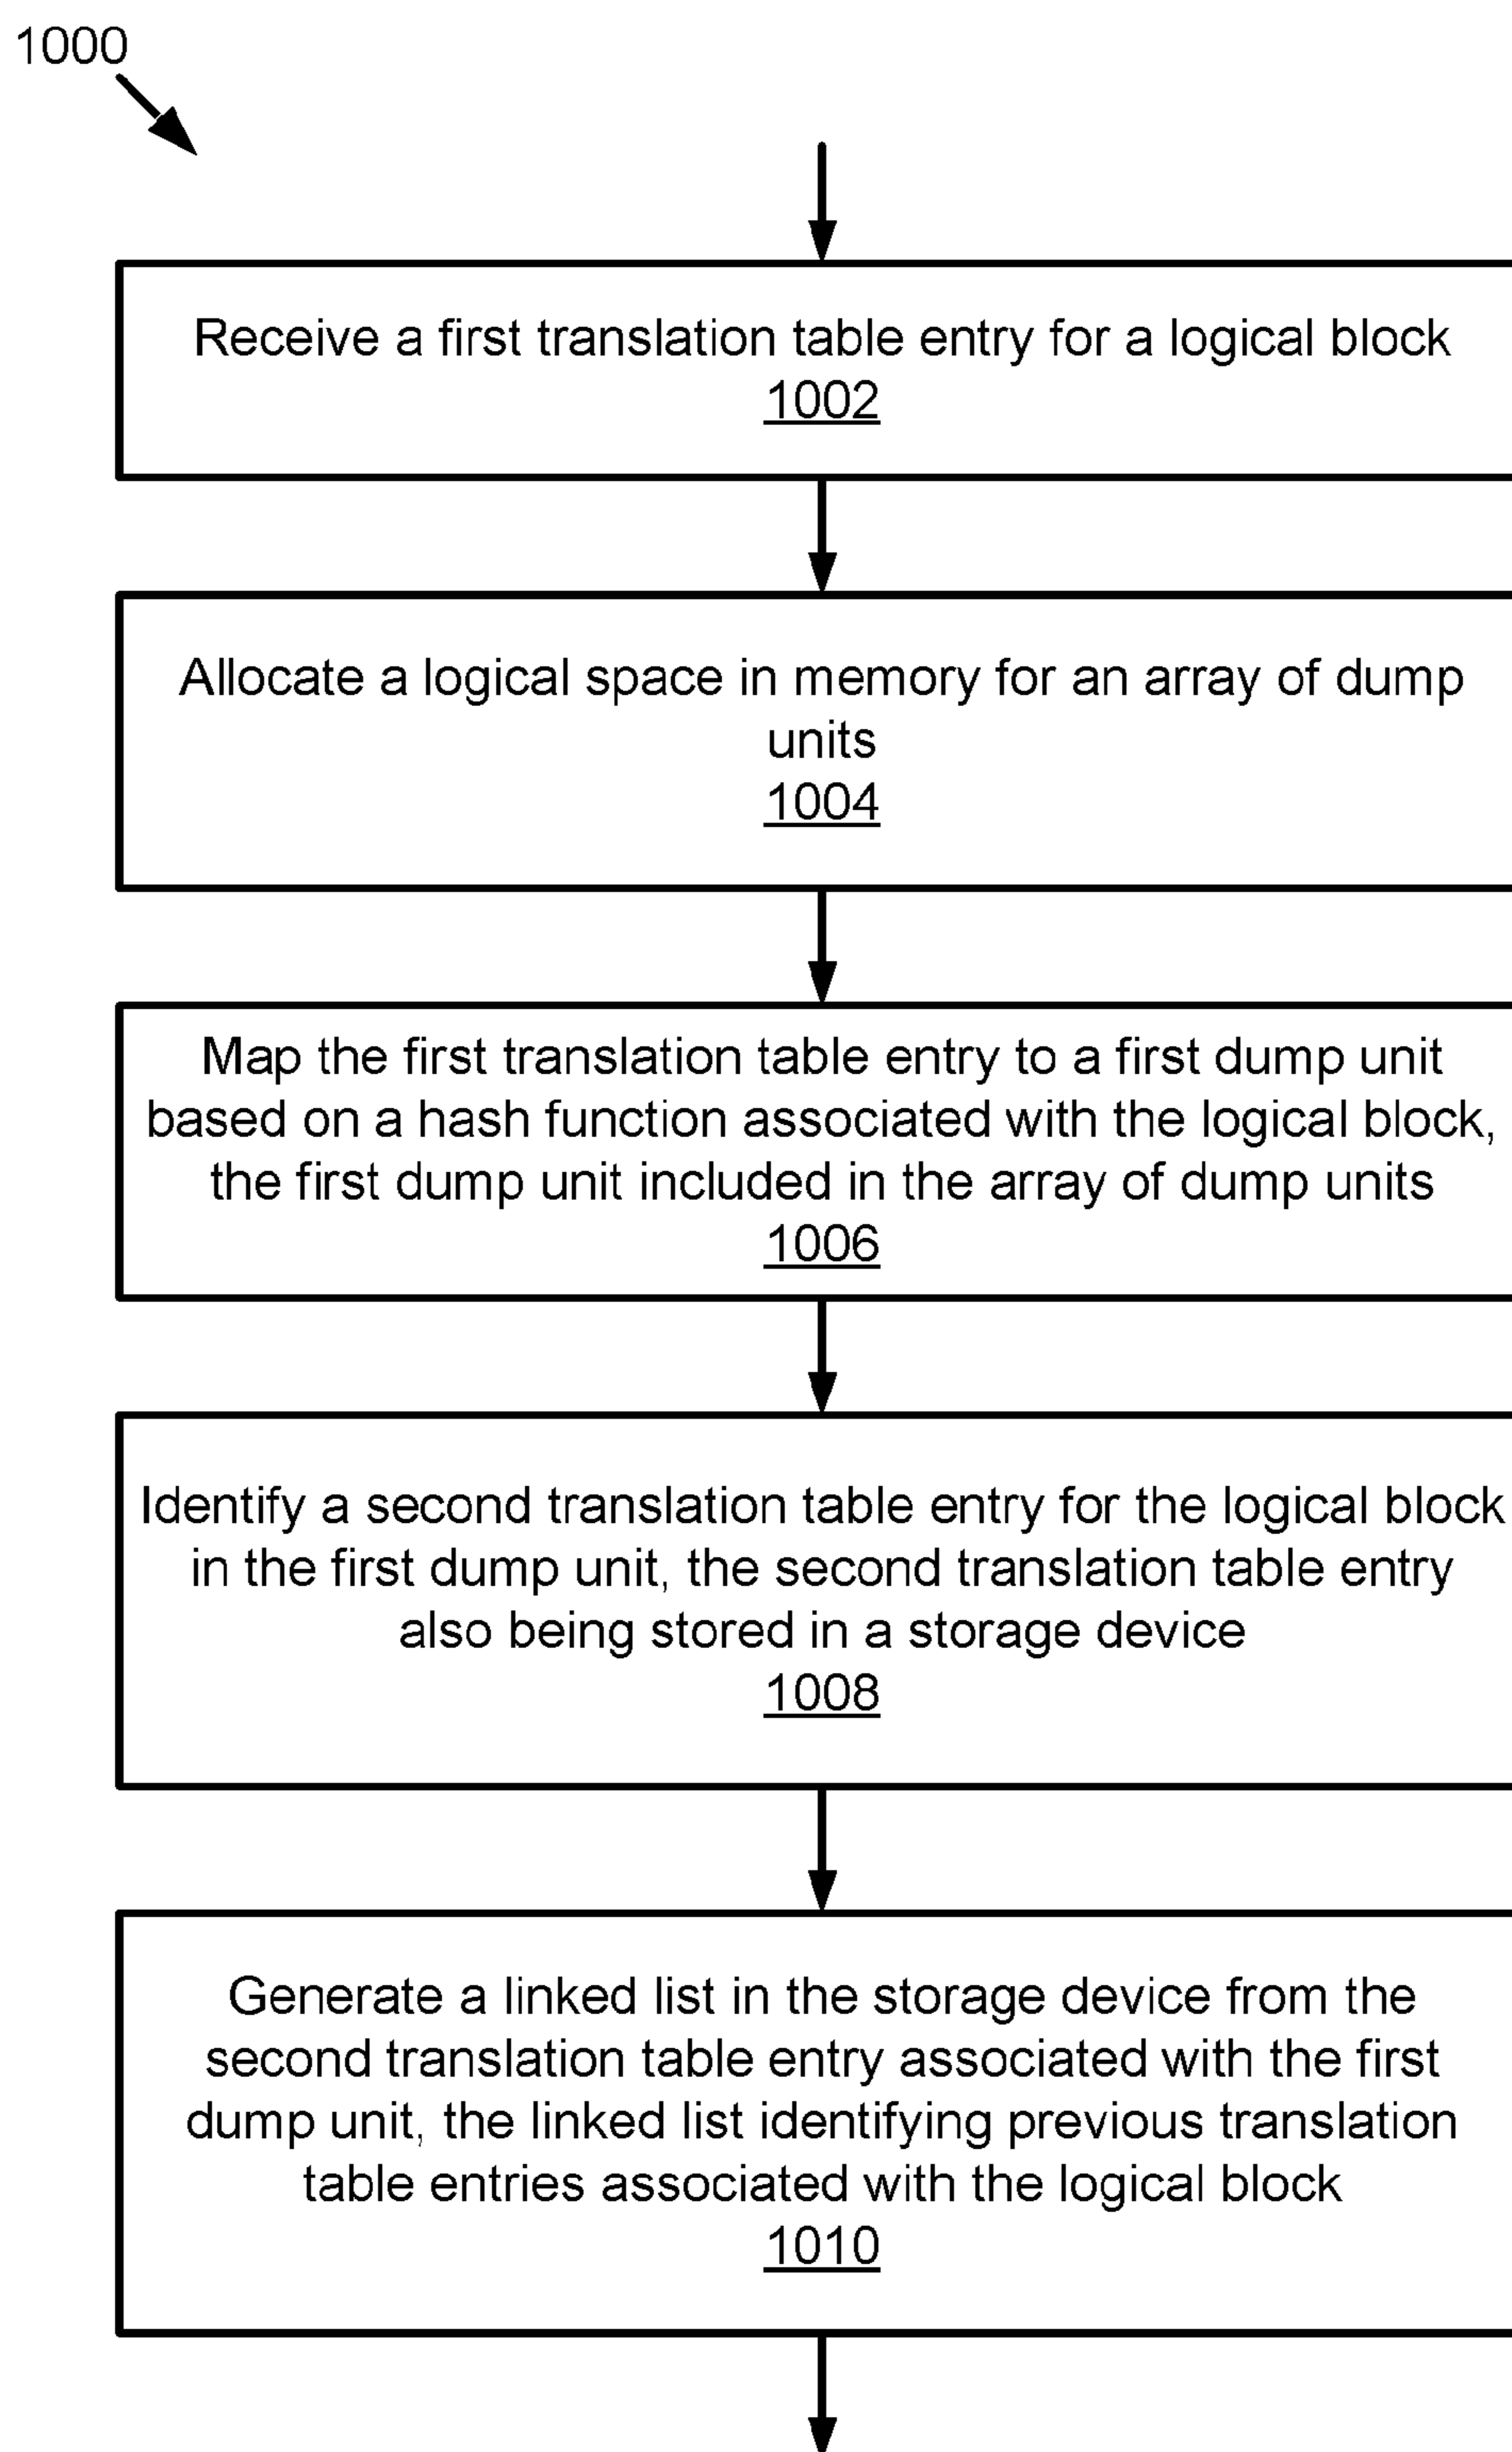 1000
Receive a first translation table entry for a logical block
1002
Allocate a logical space in memory for an array of dump
units
1004
Map the first translation table entry to a first dump unit
based on a hash function associated with the logical block,
the first dump unit included in the array of dump units
1006
Identify a second translation table entry for the logical block
in the first dump unit, the second translation table entry
also being stored in a storage device
1008
Generate a linked list in the storage device from the
second translation table entry associated with the first
dump unit, the linked list identifying previous translation
table entries associated with the logical block
1010